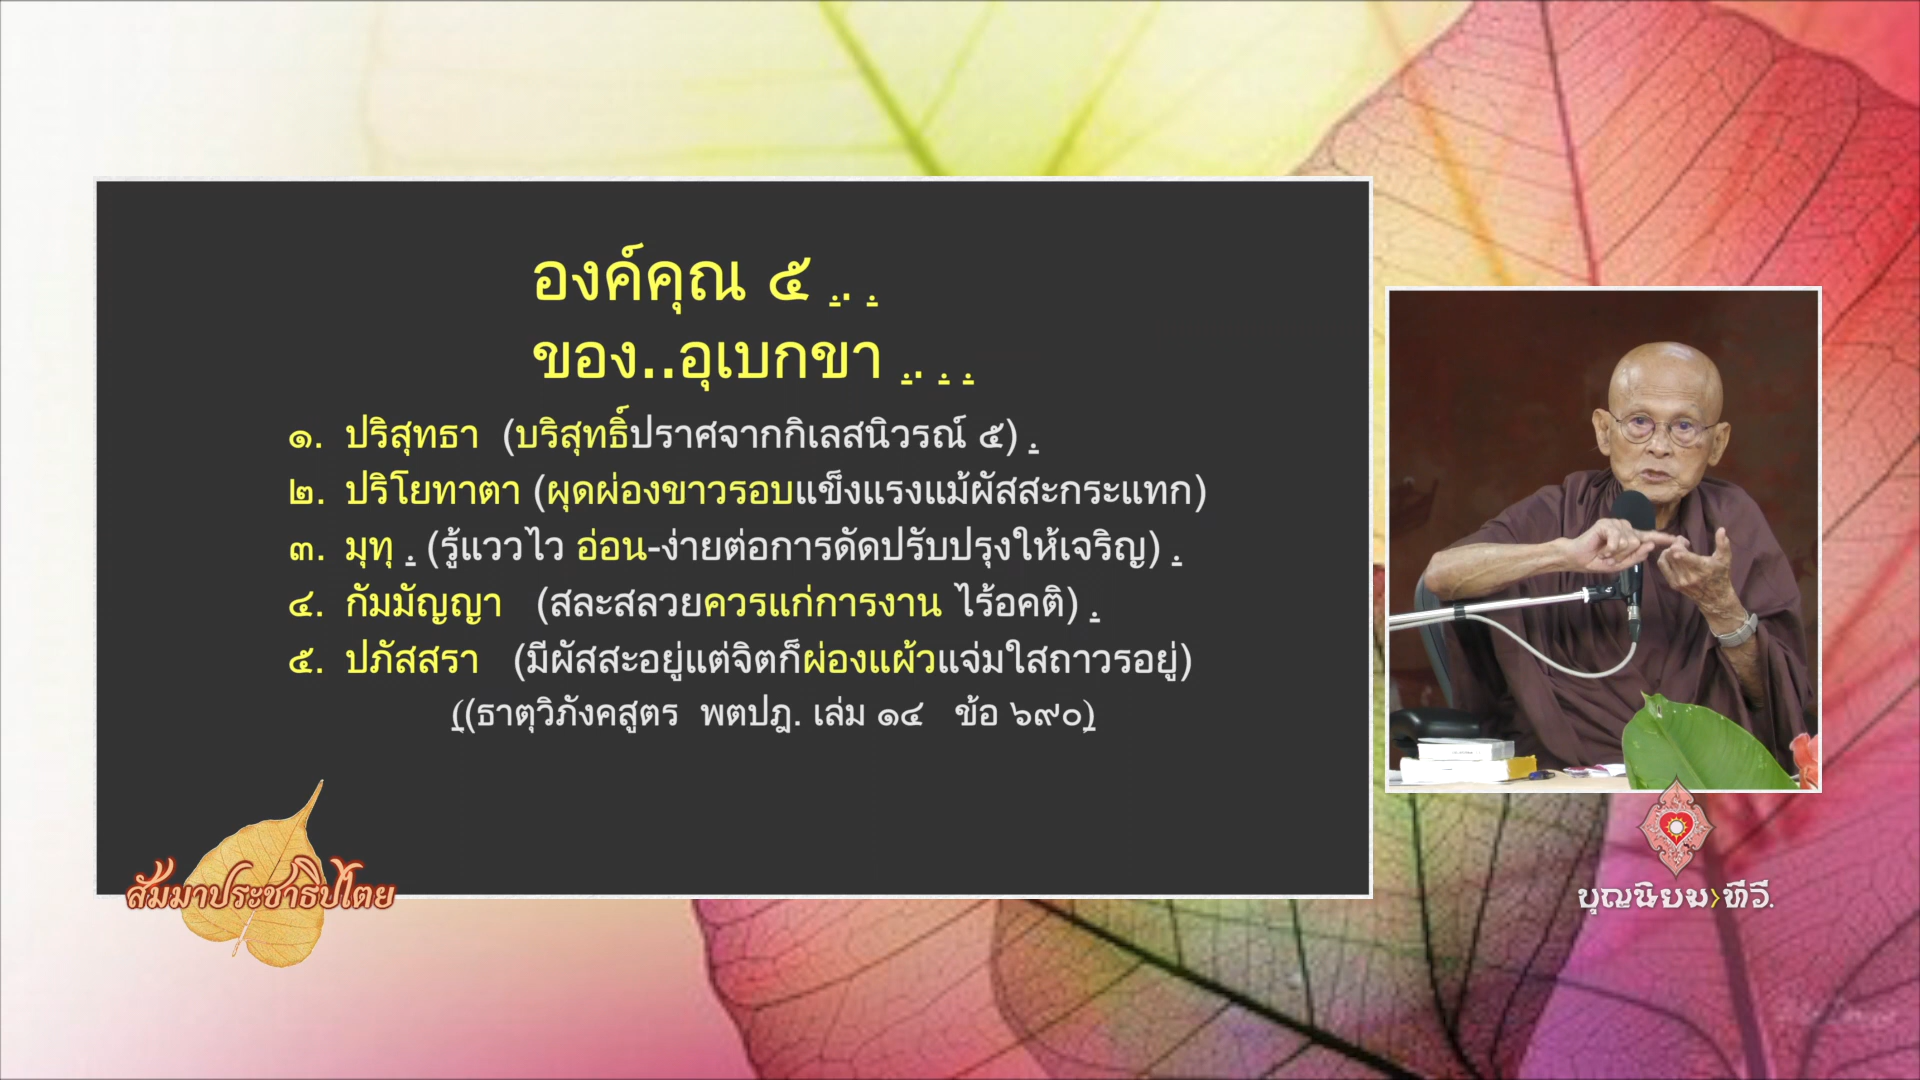 องค์คุณ ๕ .. .
ของ..อุเบกขา .. . .
๑. ปริสุทธา (บริสุทธิ์ปราศจากกิเลสนิวรณ์ ๕) .
๒. ปริโยทาตา (ผุดผ่องขาวรอบแข็งแรงแม้ผัสสะกระแทก)
๓. มุทุ . (รู้แววไว อ่อน-ง่ายต่อการดัดปรับปรุงให้เจริญ) .
๔. กัมมัญญา (สละสลวยควรแก่การงาน ไร้อคติ) .
๕. ปภัสสรา (มีผัสสะอยู่แต่จิตก็ผ่องแผ้วแจ่มใสถาวรอยู่)
((ธาตุวิภังคสูตร พตปฎ. เล่ม ๑๔ ข้อ ๖๙๐)
สัมมาประชาธิปไตย
บุญนิยม>ทีวี.